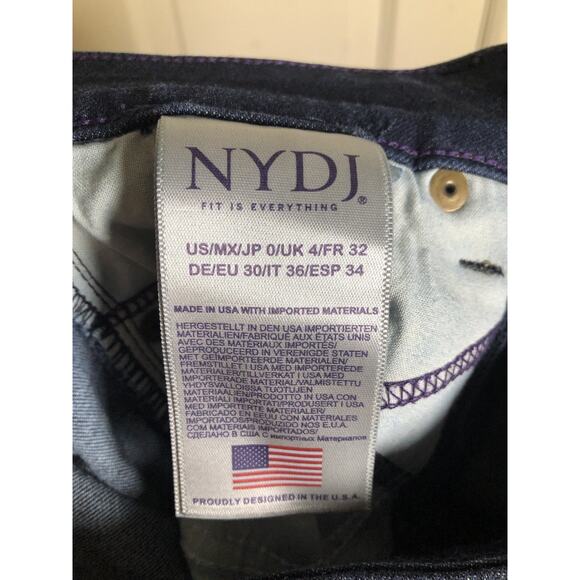 NYDJ®
FIT IS EVERYTHING
US/MX/JP 0/UK 4/FR 32
DE/EU 30/IT 36/ESP 34
MADE IN USA WITH IMPORTED MATERIALS
HERGESTELLT IN DEN USA IMPORTIERTEN
MATERIALIEN/FABRIQUÉ AUX ÉTATS UNIS
AVEC DES MATERIAUX IMPORTÉS/
GEPRODUCEERD IN VERENIGDE STATEN
MET GEIMPORTEERDE MATERIALEN/
FREMSTILLET I USA MED IMPORTEREDE
MATERIALER/TILLVERKAT I USA MED
IMPORTERADE MATERIAL/VALMISTETTU
YHDYSVALLOISSA TUOTUJEN
MATERIAALIEN/PRODOTTO IN USA CON
MATERIALI IMPORTATI/PRODUSERT I USA
MED IMPORTERTE MATERIALER/
FABRICADO EN EEUU CON MATERIALES
IMPORTADOS/PRODUZIDO NOS E.U.A.
COM MATERIAIS IMPORTADOS/
СДЕЛАНО В США С импортных Материалов
PROUDLY DESIGNED IN THE U.S.A.